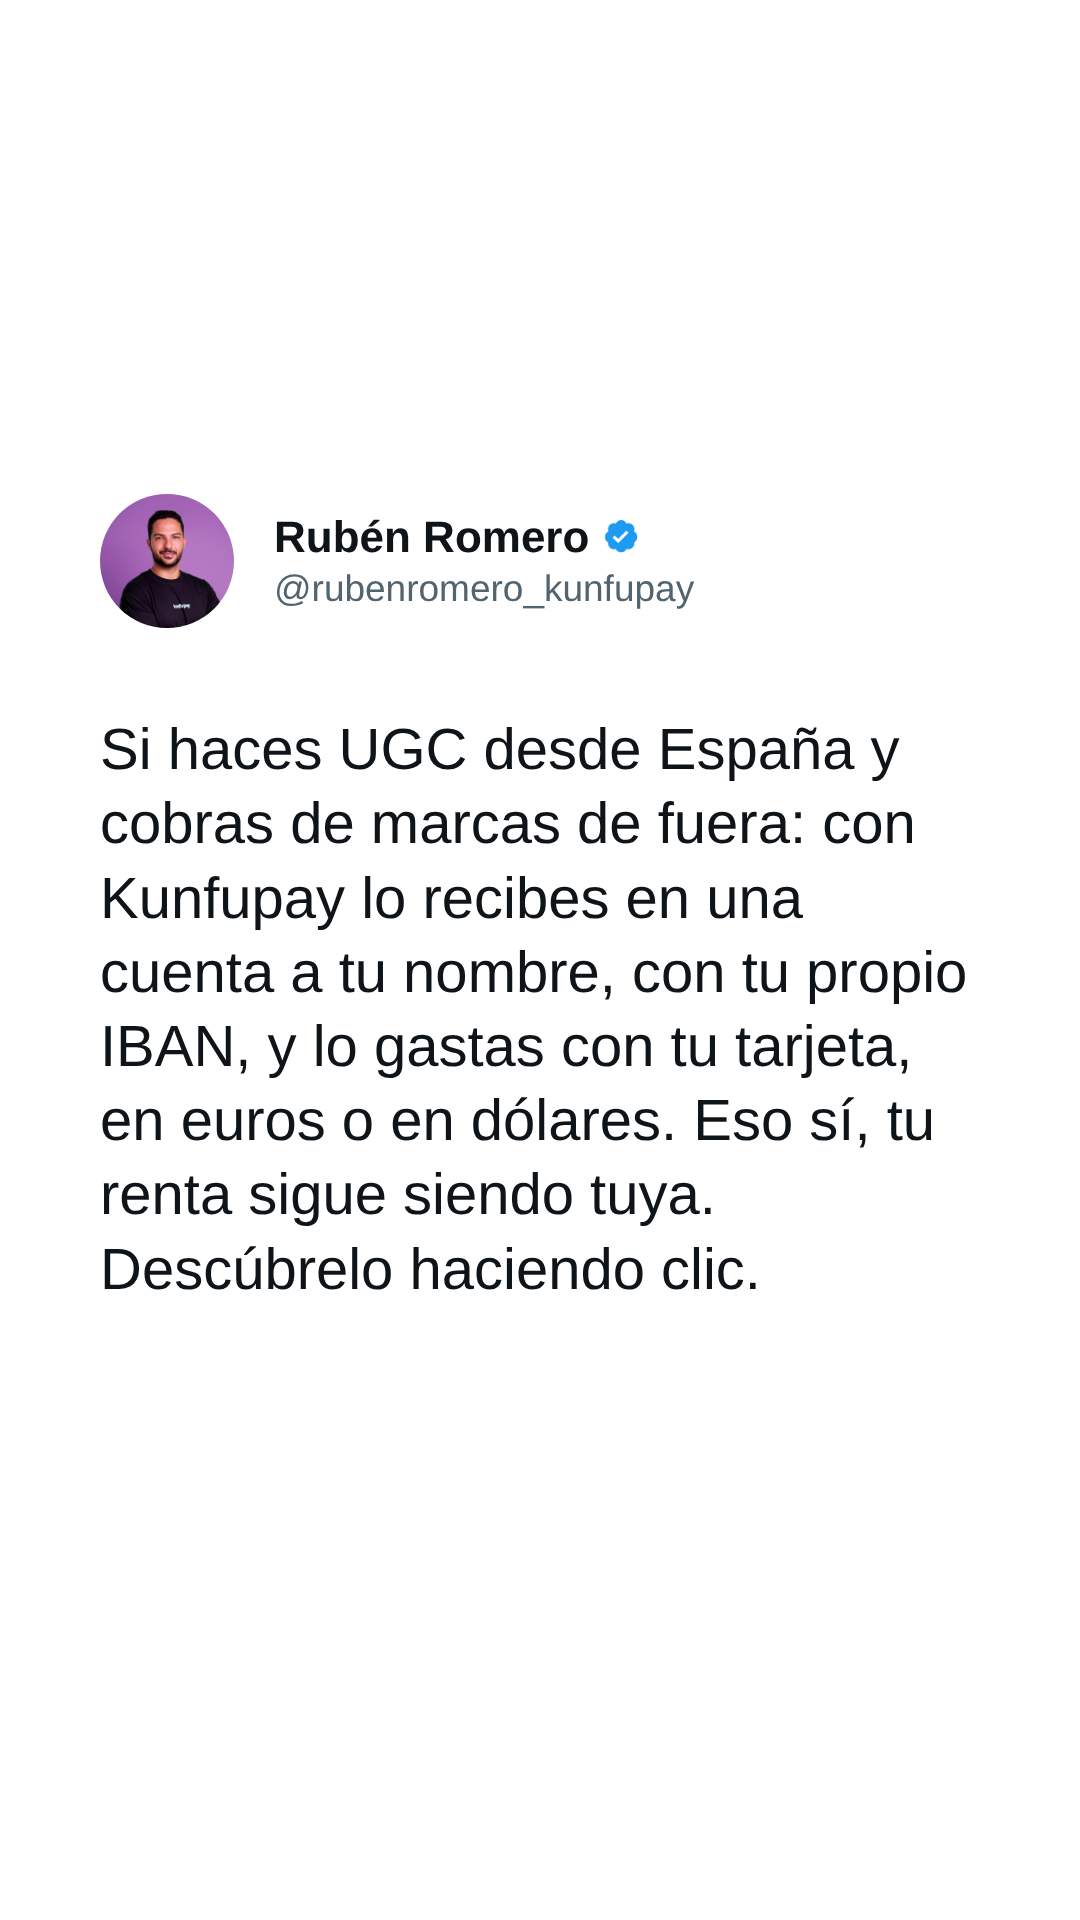 Rubén Romero
@rubenromero_kunfupay
Si haces UGC desde España y
cobras de marcas de fuera: con
Kunfupay lo recibes en una
cuenta a tu nombre, con tu propio
IBAN, y lo gastas con tu tarjeta,
en euros o en dólares. Eso sí, tu
renta sigue siendo tuya.
Descúbrelo haciendo clic.